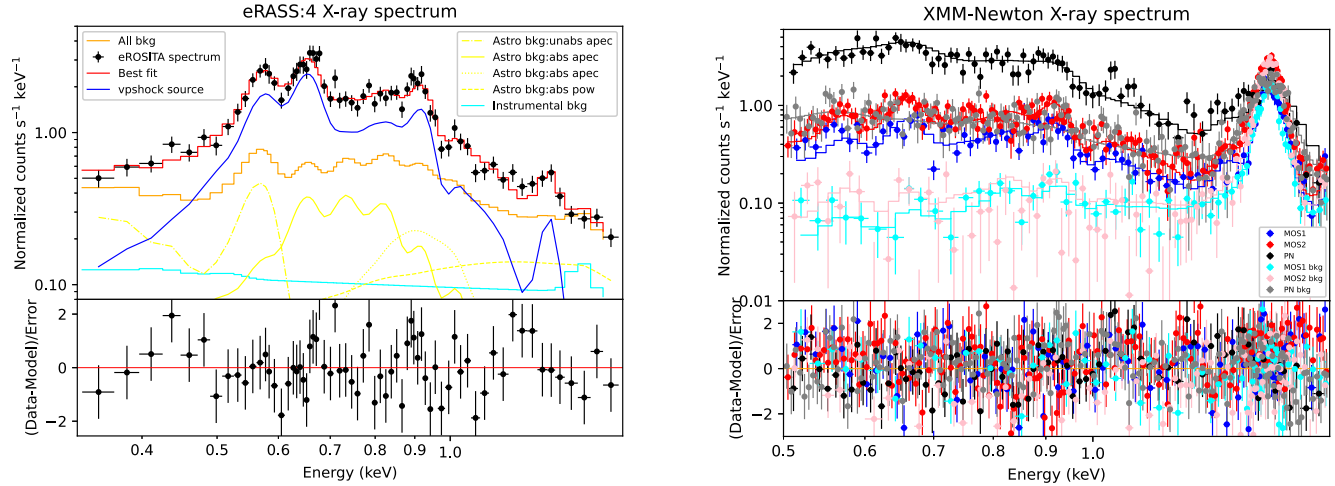 eRASS:4 X-ray spectrum
All bkg
eROSITA spectrum
Best fit
vpshock source
Astro bkg:unabs apec
Astro bkg:abs apec
Astro bkg:abs apec
Astro bkg:abs pow
Instrumental bkg
Normalized counts s⁻¹ keV⁻¹
1.00
0.10
(Data-Model)/Error
2
0
−2
0.4
0.5
0.6
0.7
0.8
0.9
1.0
Energy (keV)
XMM-Newton X-ray spectrum
Normalized counts s⁻¹ keV⁻¹
1.00
0.10
0.01
MOS1
MOS2
PN
MOS1 bkg
MOS2 bkg
PN bkg
(Data-Model)/Error
2
0
−2
0.5
0.6
0.7
0.8
0.9
1.0
Energy (keV)